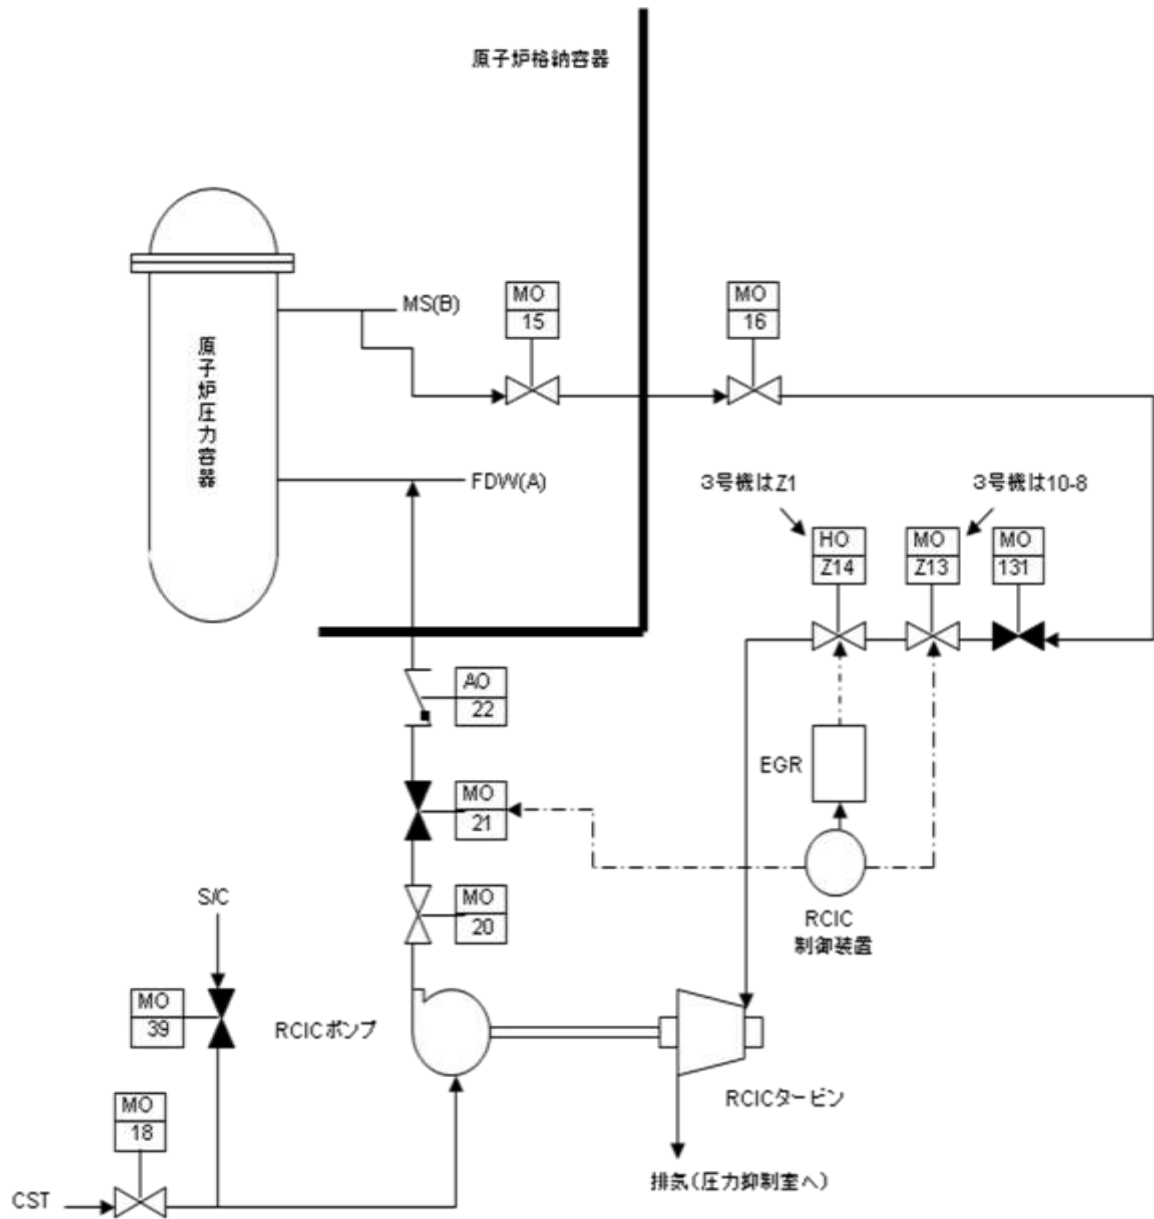 原子炉格納容器
MS(B)
MO
15
MO
16
原子炉圧力容器
FDW(A)
3号機はZ1
3号機は10-8
HO
Z14
MO
Z13
MO
131
AO
22
EGR
MO
21
S/C
MO
20
RCIC
制御装置
MO
39
RCICポンプ
RCICタービン
MO
18
CST
排気(圧力抑制室へ)